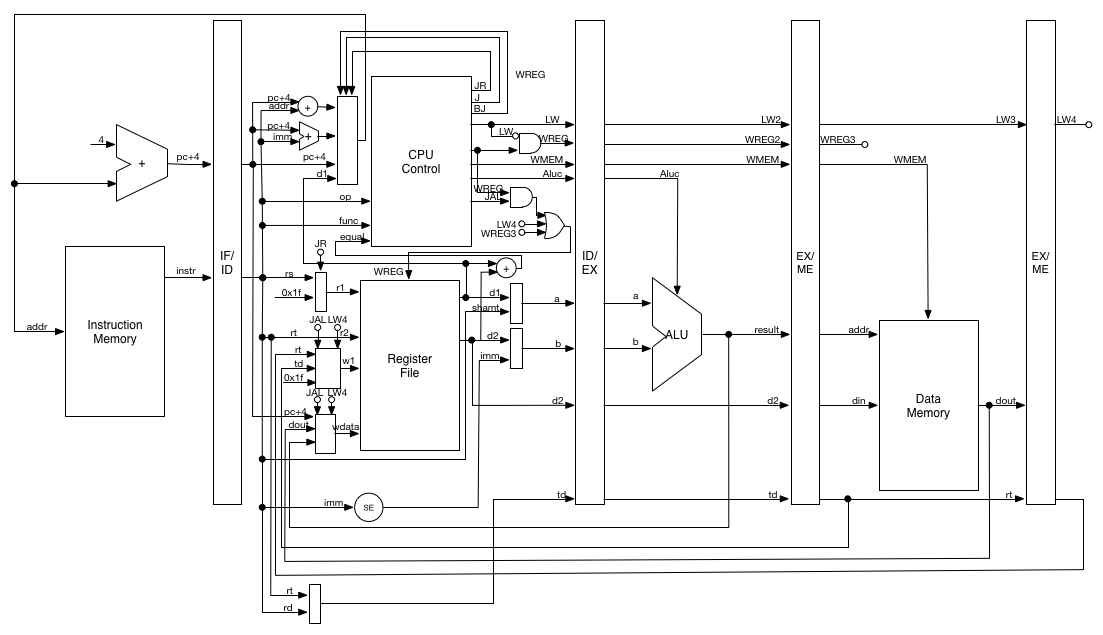 WREG
JR
J
BJ
pc+4
addr
+
4
pc+4
imm
+
LW
LW
WREG
LW2
WREG2
LW3
LW4
WREG3
+
pc+4
pc+4
CPU
Control
WMEM
WMEM
WMEM
d1
Aluc
Aluc
op
WREG
JAL
func
LW4
WREG3
equal
JR
IF/
ID
ID/
EX
EX/
ME
EX/
ME
instr
rs
WREG
+
0x1f
r1
d1
a
a
shamt
addr
Instruction
Memory
JAL
LW4
rt
r2
d2
b
b
ALU
result
addr
rt
imm
td
w1
Register
File
0x1f
JAL
LW4
d2
d2
din
Data
Memory
dout
pc+4
dout
wdata
imm
SE
td
td
rt
rt
rd